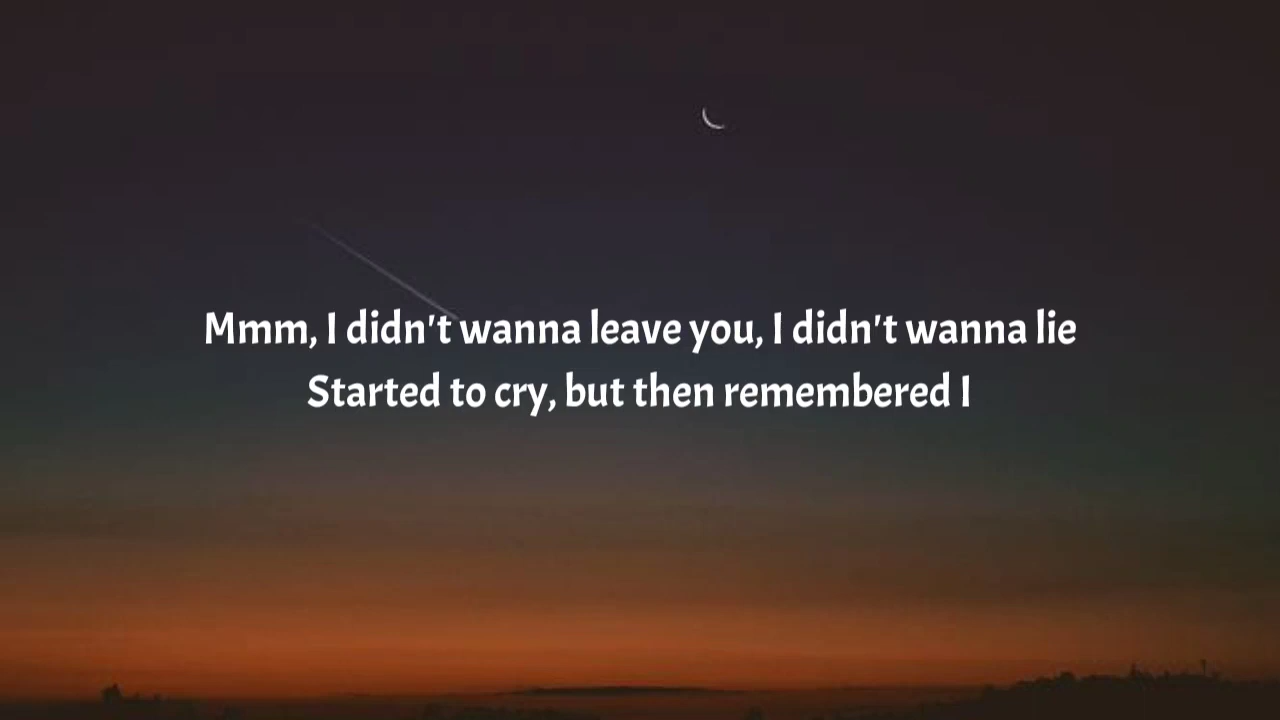 Mmm, I didn't wanna leave you, I didn't wanna lie
Started to cry, but then remembered I